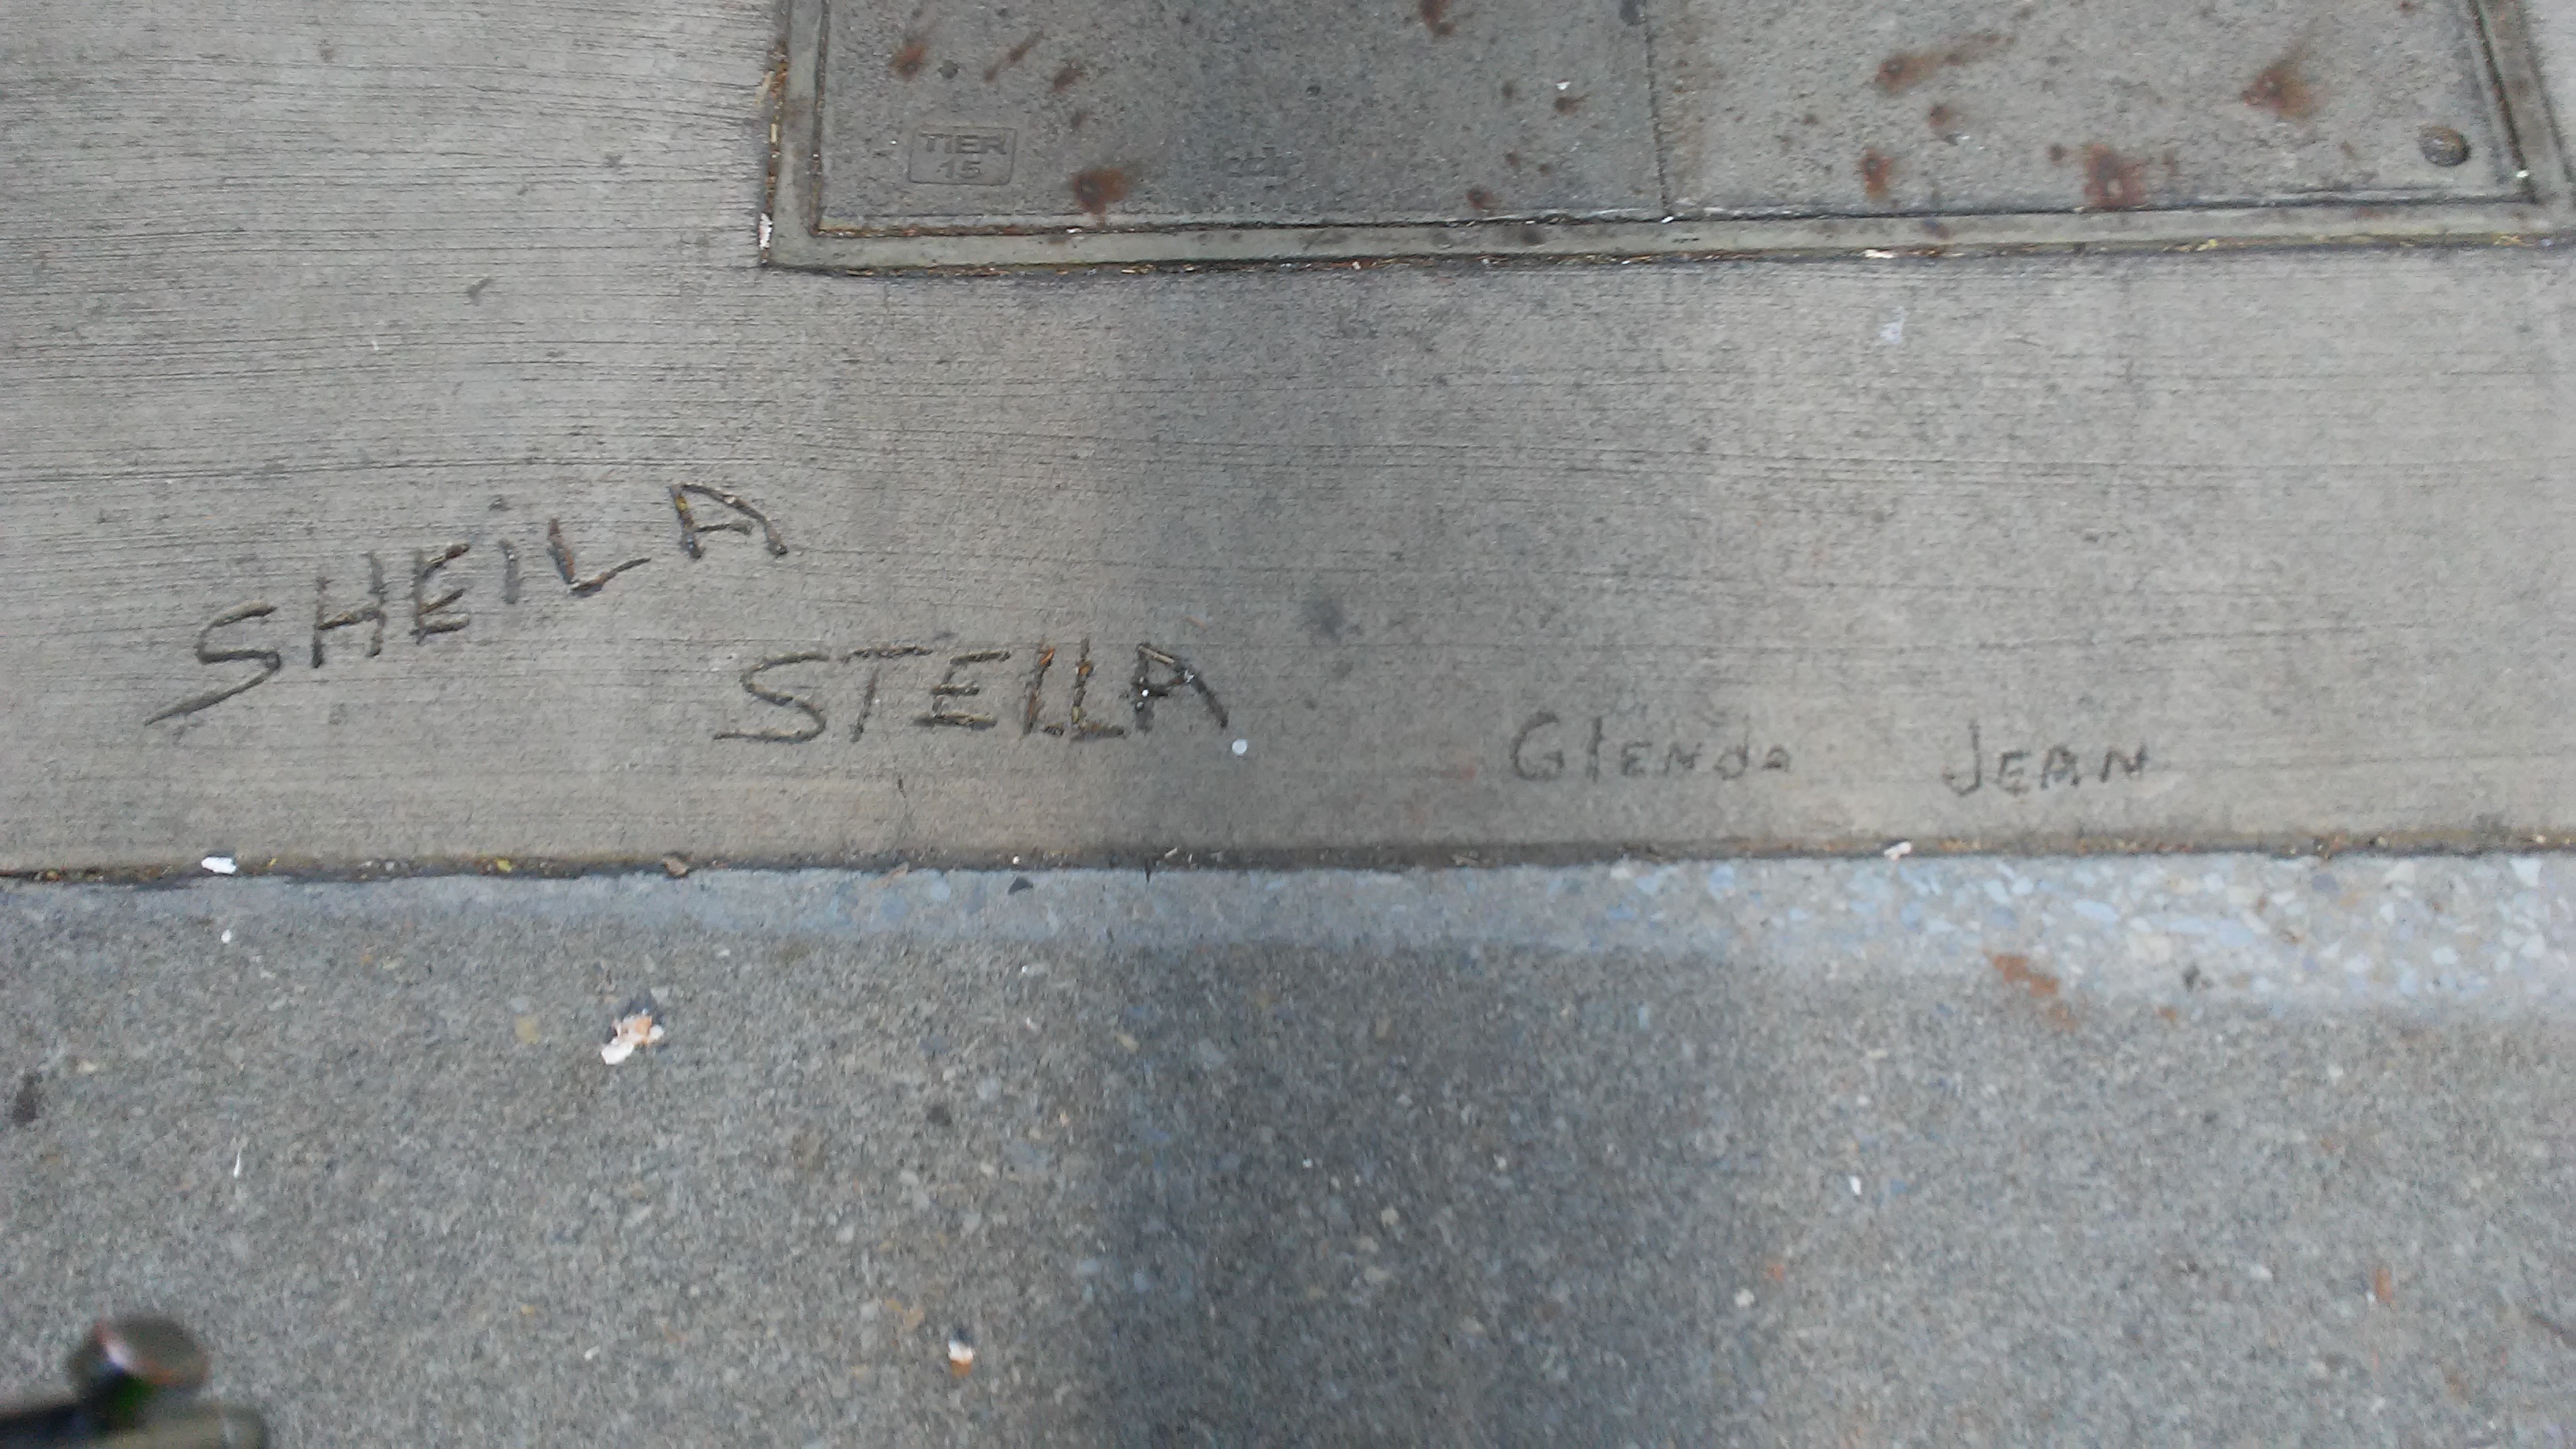 TIER
15
SHEILA
STELLA
Glenda Jean